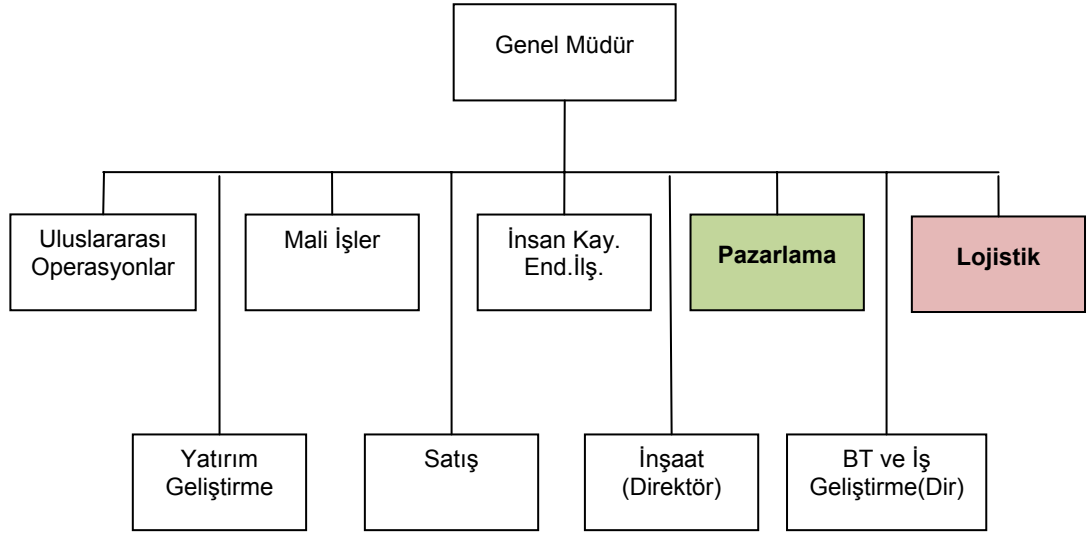 Genel Müdür
Uluslararası
Operasyonlar
Mali İşler
İnsan Kay.
End.İlş.
Pazarlama
Lojistik
Yatırım
Geliştirme
Satış
İnşaat
(Direktör)
BT ve İş
Geliştirme(Dir)